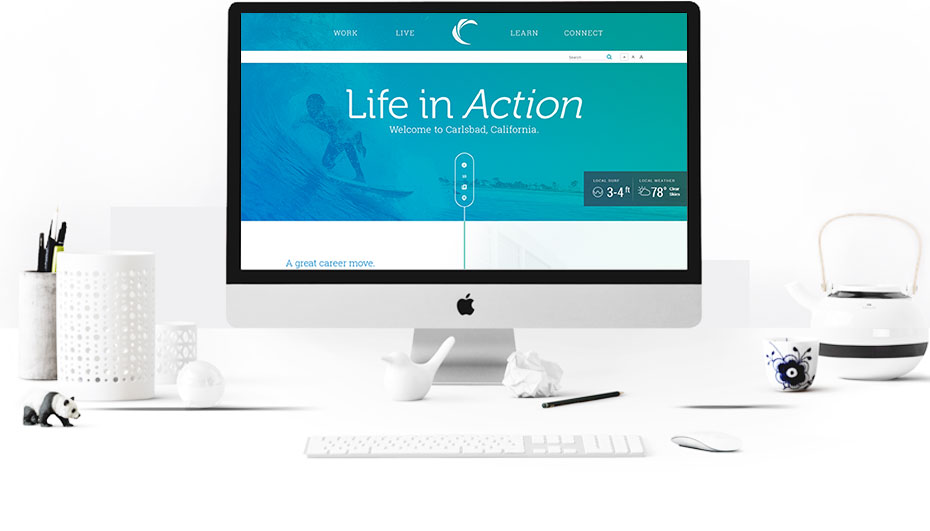 WORK LIVE LEARN CONNECT
Search - A A
Life in Action
Welcome to Carlsbad, California.
LOCAL SURF LOCAL WEATHER
3-4 ft 78° Clear Skies
A great career move.